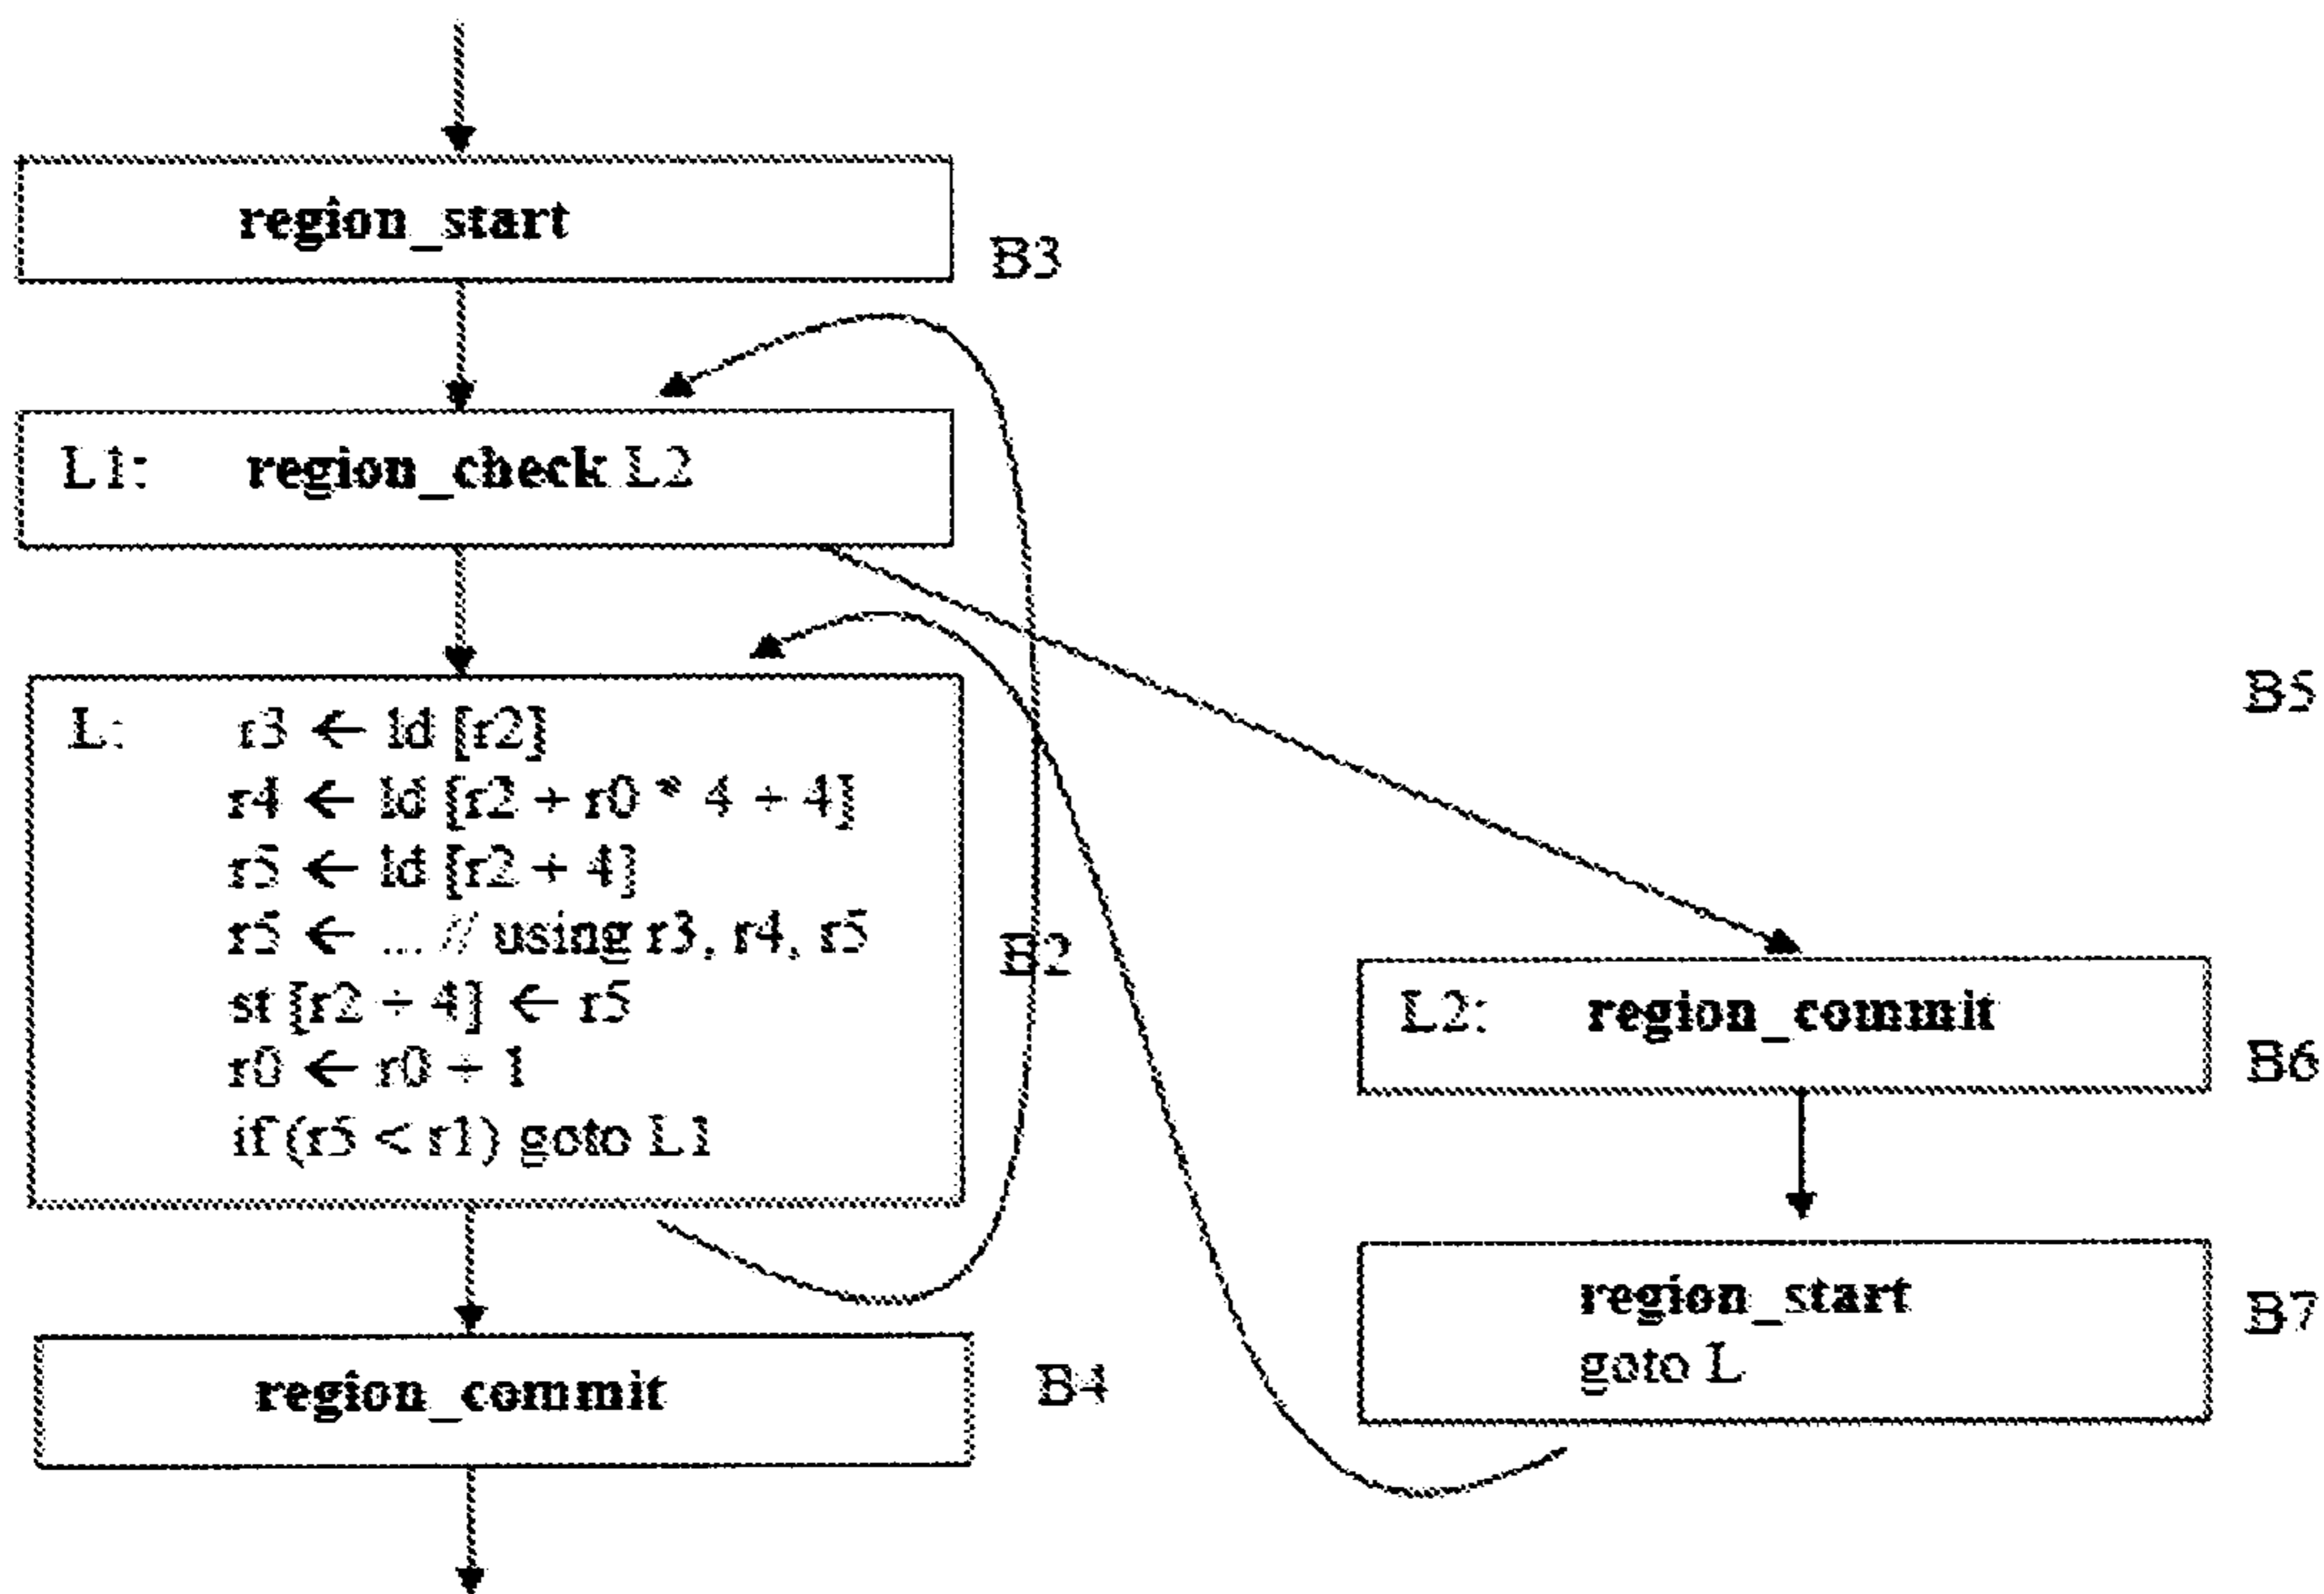 region_start
B3
L1: region_check L2
B5
L: r3 ← ld [r2]
r4 ← ld [r2 + r0 * 4 + 4]
r5 ← ld [r2 + 4]
r5 ← ... // using r3, r4, r5
B2
st [r2 + 4] ← r5
r0 ← r0 + 1
if (r5 < r1) goto L1
L2: region_commit
B6
region_start
goto L
B7
region_commit
B4